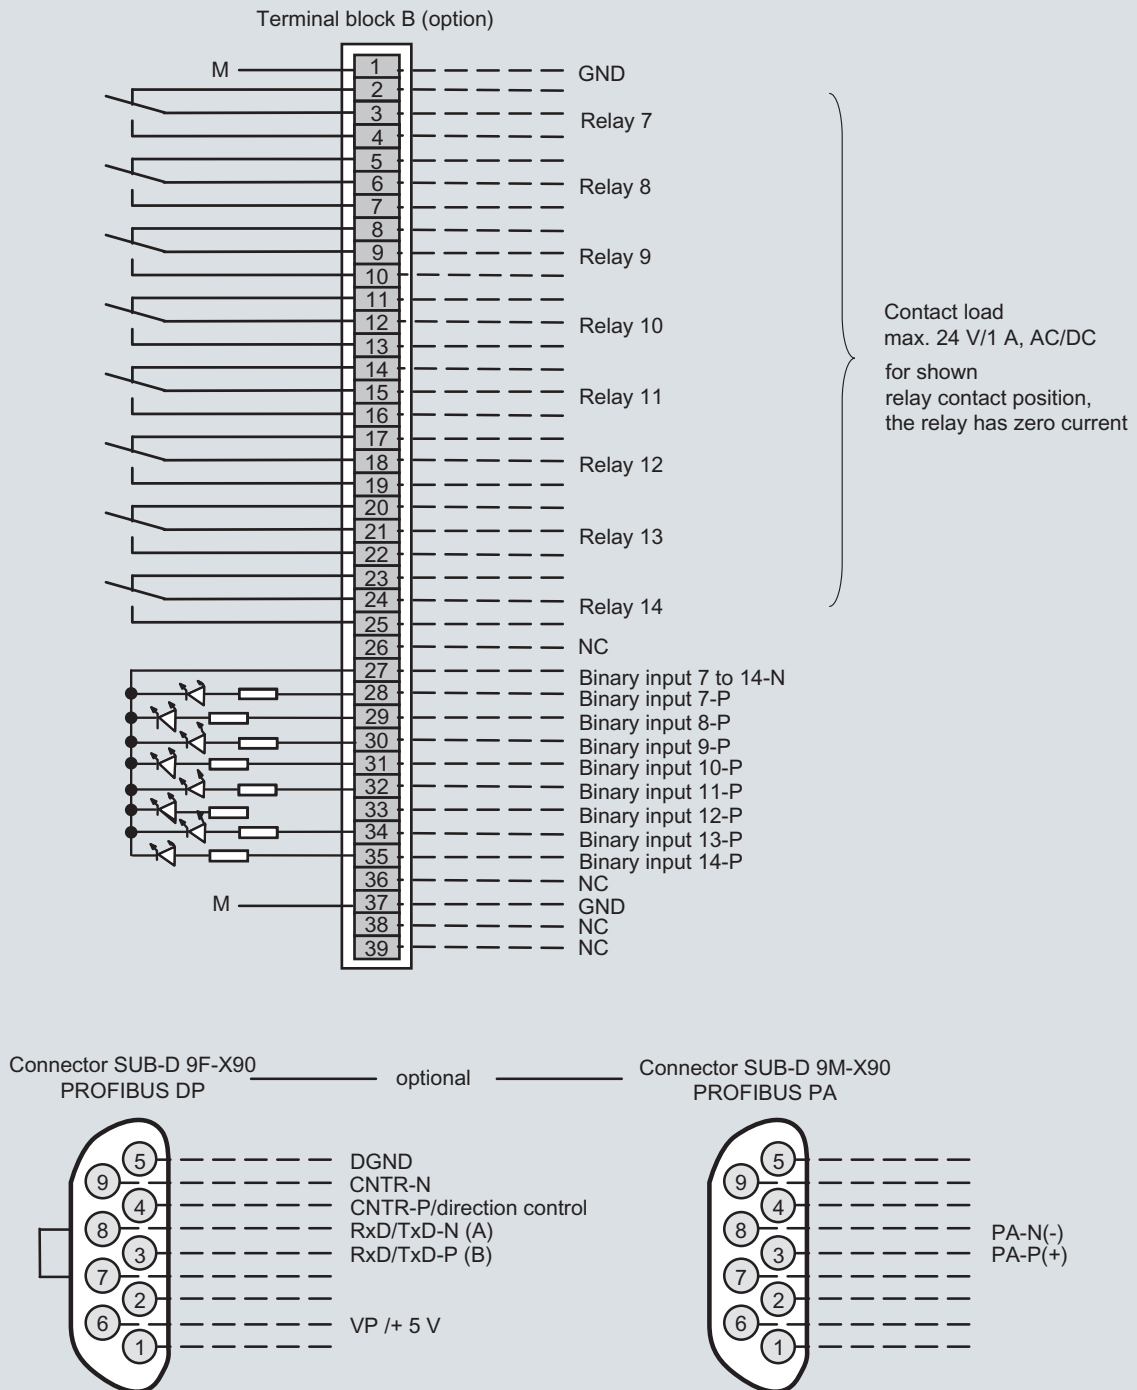 Terminal block B (option)
M 1 GND
2
3 Relay 7
4
5
6 Relay 8
7
8
9 Relay 9
10
11
12 Relay 10
13
14
15 Relay 11
16
17
18 Relay 12
19
20
21 Relay 13
22
23
24 Relay 14
25
Contact load
max. 24 V/1 A, AC/DC
for shown
relay contact position,
the relay has zero current
26 NC
27 Binary input 7 to 14-N
28 Binary input 7-P
29 Binary input 8-P
30 Binary input 9-P
31 Binary input 10-P
32 Binary input 11-P
33 Binary input 12-P
34 Binary input 13-P
35 Binary input 14-P
36 NC
M 37 GND
38 NC
39 NC
Connector SUB-D 9F-X90
PROFIBUS DP
optional
Connector SUB-D 9M-X90
PROFIBUS PA
5 DGND
9 CNTR-N
4 CNTR-P/direction control
8 RxD/TxD-N (A)
3 RxD/TxD-P (B)
7
2
6 VP /+ 5 V
1
5
9
4
8 PA-N(-)
3 PA-P(+)
7
2
6
1